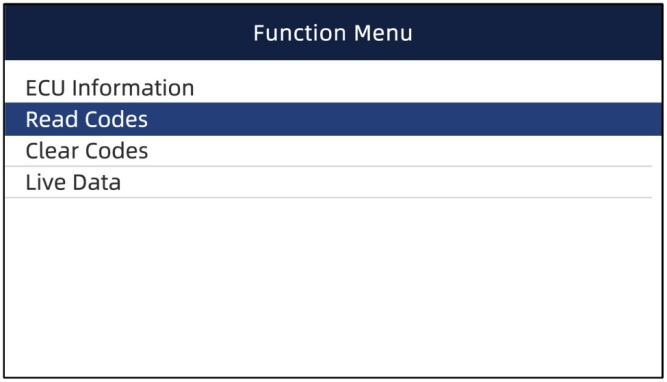 Function Menu
ECU Information
Read Codes
Clear Codes
Live Data